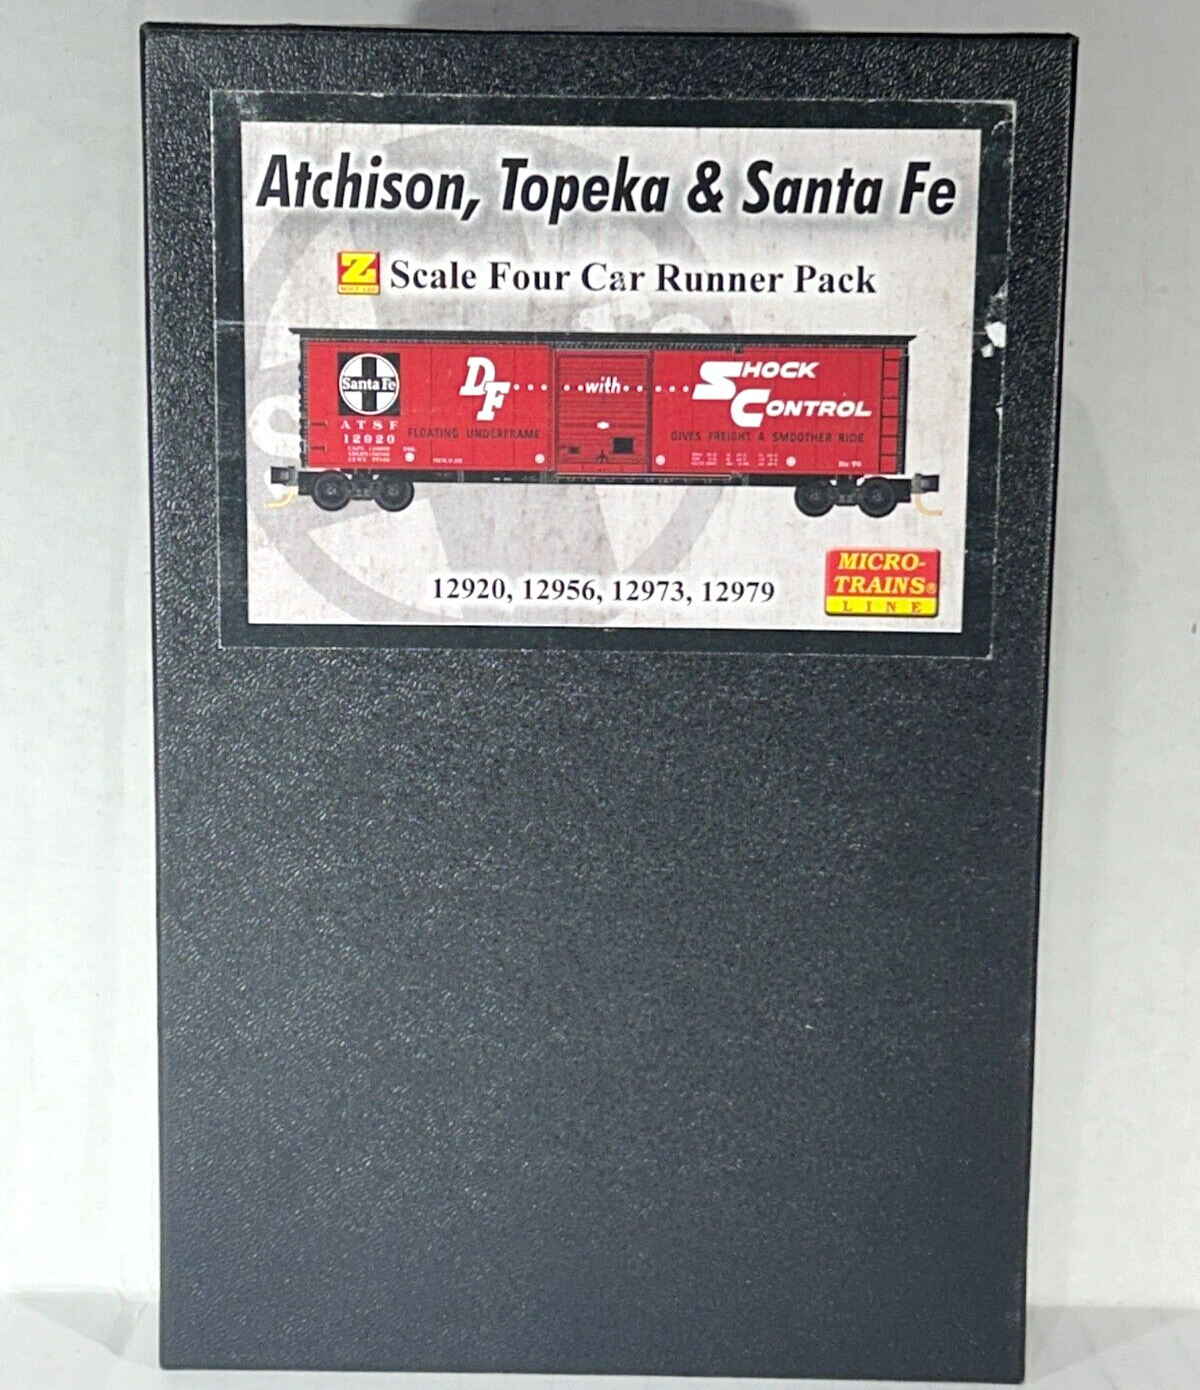 Atchison, Topeka & Santa Fe
Z Scale Four Car Runner Pack
Santa Fe
ATSF
12920
DF
FLOATING UNDERFRAME
with
SHOCK
CONTROL
GIVES FREIGHT A SMOOTHER RIDE
12920, 12956, 12973, 12979
MICRO-
TRAINS®
LINE